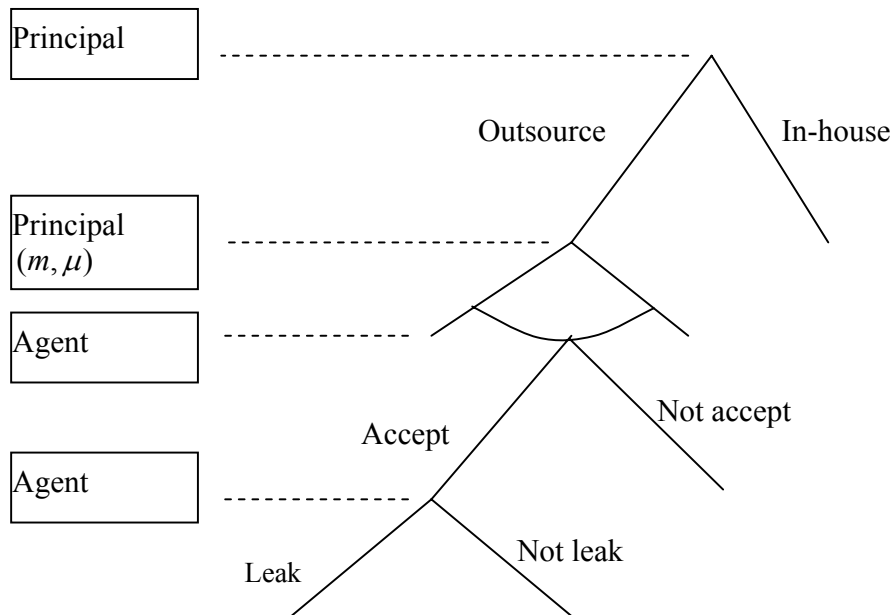 Principal
Outsource
In-house
Principal
(m, μ)
Agent
Not accept
Accept
Agent
Not leak
Leak